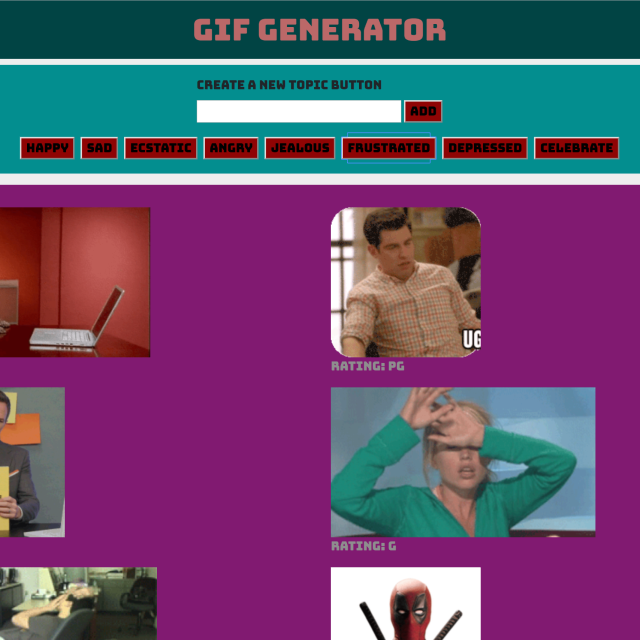 GIF GENERATOR
CREATE A NEW TOPIC BUTTON
ADD
HAPPY SAD ECSTATIC ANGRY JEALOUS FRUSTRATED DEPRESSED CELEBRATE
UG
RATING: PG
RATING: G